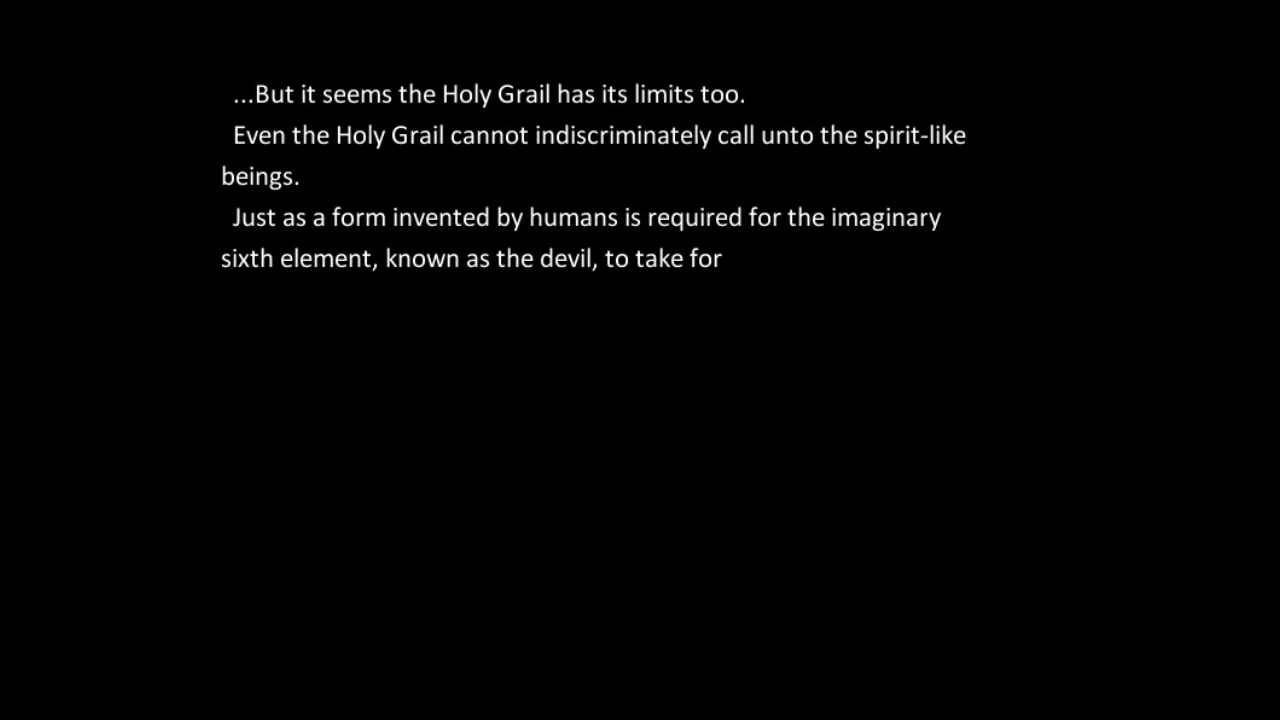 ...But it seems the Holy Grail has its limits too.
Even the Holy Grail cannot indiscriminately call unto the spirit-like
beings.
Just as a form invented by humans is required for the imaginary
sixth element, known as the devil, to take for